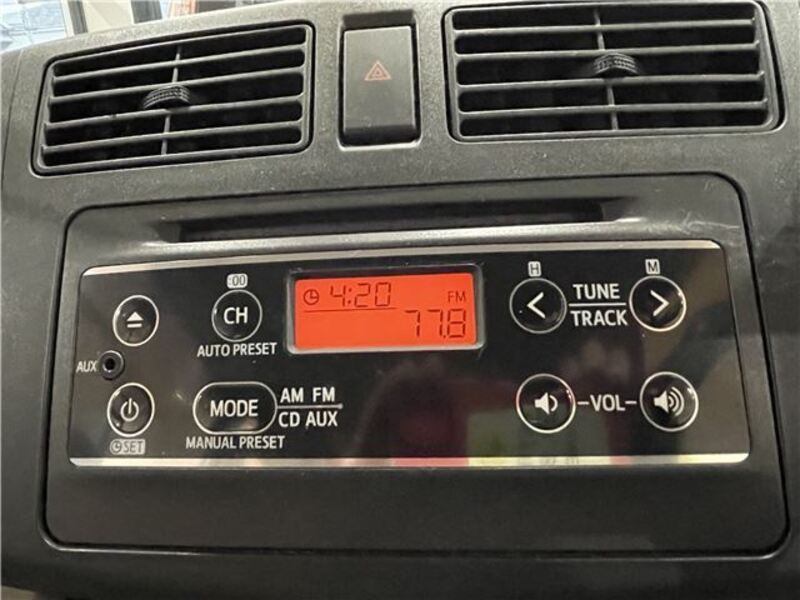 H
M
:00
4:20
FM
77.8
CH
TUNE
TRACK
AUTO PRESET
AUX
MODE
AM FM
CD AUX
-VOL-
MANUAL PRESET
SET